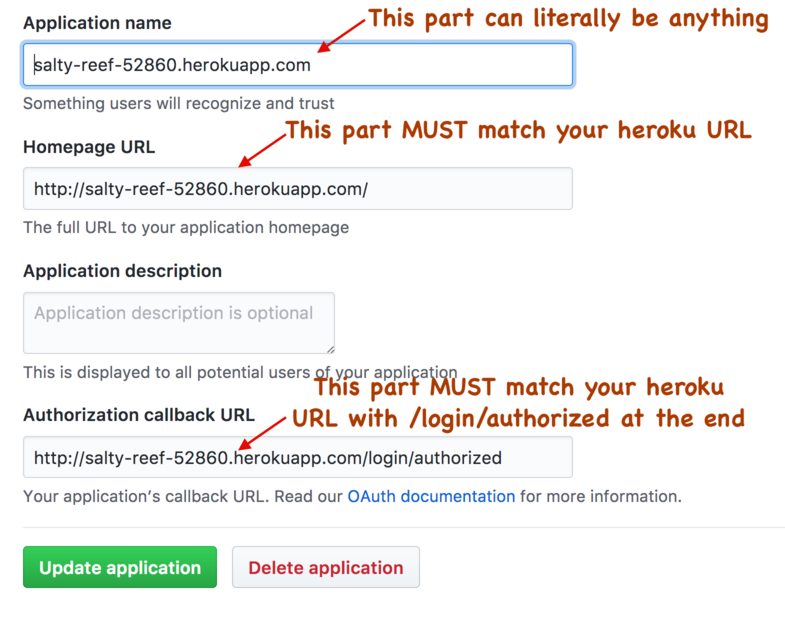 Application name
This part can literally be anything
salty-reef-52860.herokuapp.com
Something users will recognize and trust
This part MUST match your heroku URL
Homepage URL
http://salty-reef-52860.herokuapp.com/
The full URL to your application homepage
Application description
Application description is optional
This is displayed to all potential users of your application
This part MUST match your heroku
URL with /login/authorized at the end
Authorization callback URL
http://salty-reef-52860.herokuapp.com/login/authorized
Your application’s callback URL. Read our OAuth documentation for more information.
Update application
Delete application